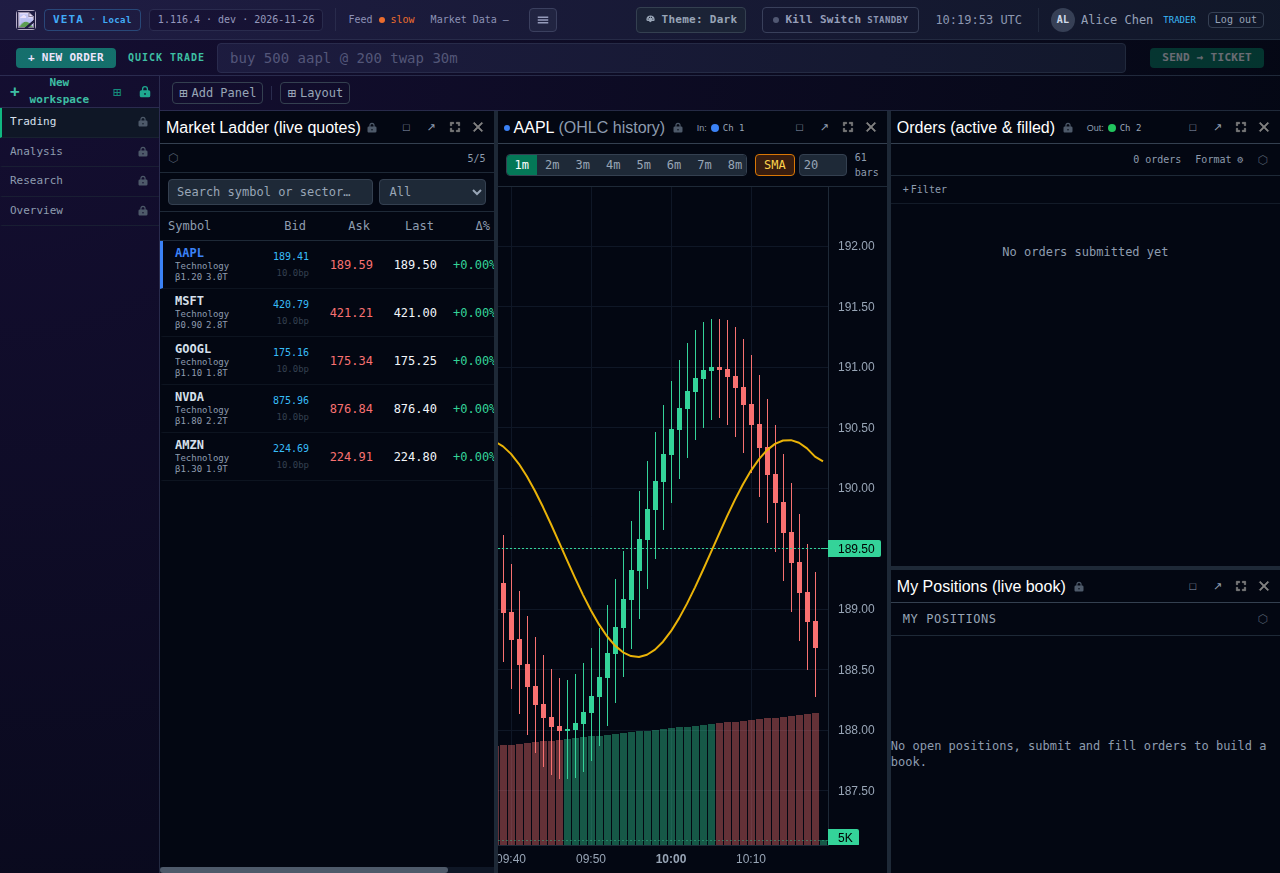 VETA · Local
1.116.4 · dev · 2026-11-26
Feed ● slow
Market Data —
Theme: Dark
Kill Switch STANDBY
10:19:53 UTC
AL
Alice Chen
TRADER
Log out
+ NEW ORDER
QUICK TRADE
buy 500 aapl @ 200 twap 30m
SEND → TICKET
+ New workspace
Trading
Analysis
Research
Overview
Add Panel
Layout
Market Ladder (live quotes)
5/5
Search symbol or sector…
All
Symbol Bid Ask Last Δ%
AAPL 189.41 189.59 189.50 +0.00%
Technology 10.0bp
β1.20 3.0T
MSFT 420.79 421.21 421.00 +0.00%
Technology 10.0bp
β0.90 2.8T
GOOGL 175.16 175.34 175.25 +0.00%
Technology 10.0bp
β1.10 1.8T
NVDA 875.96 876.84 876.40 +0.00%
Technology 10.0bp
β1.80 2.2T
AMZN 224.69 224.91 224.80 +0.00%
Technology 10.0bp
β1.30 1.9T
AAPL (OHLC history)
In: Ch 1
1m 2m 3m 4m 5m 6m 7m 8m
SMA
20
61 bars
192.00
191.50
191.00
190.50
190.00
189.50
189.00
188.50
188.00
187.50
5K
09:40 09:50 10:00 10:10
Orders (active & filled)
Out: Ch 2
0 orders
Format ⚙
+ Filter
No orders submitted yet
My Positions (live book)
MY POSITIONS
No open positions, submit and fill orders to build a
book.